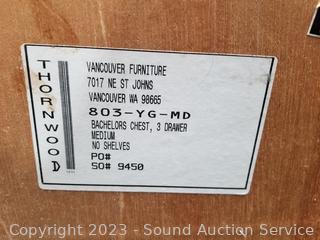 THORNWOOD
VANCOUVER FURNITURE
7017 NE ST JOHNS
VANCOUVER WA 98665
803-YG-MD
BACHELORS CHEST, 3 DRAWER
MEDIUM
NO SHELVES
PO#
SO# 9450
Copyright 2023 - Sound Auction Service